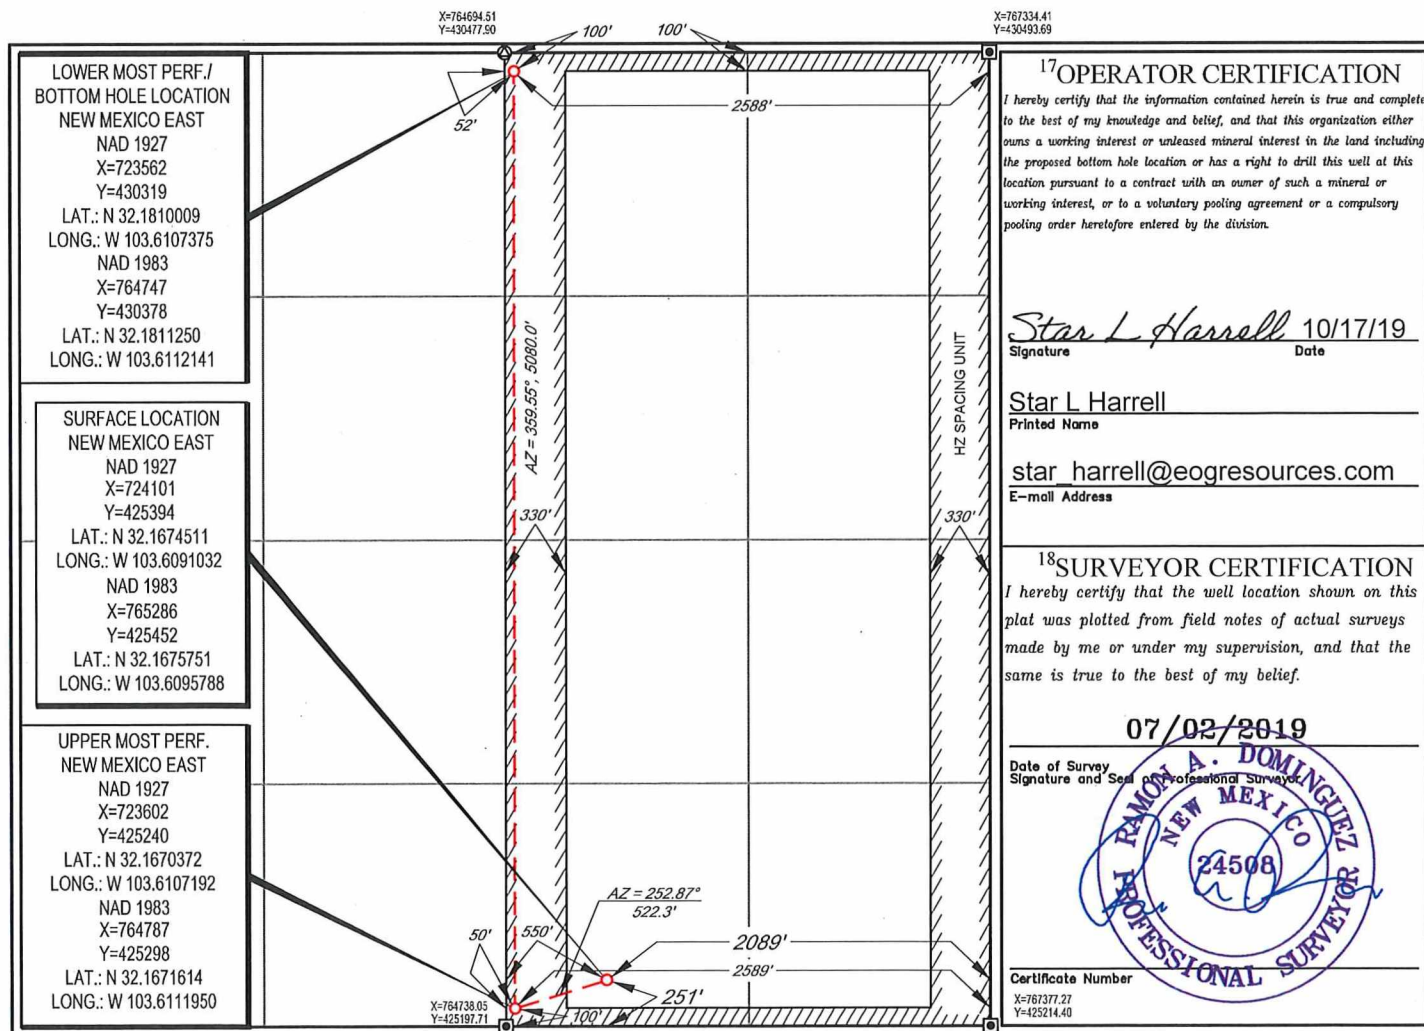 X=764694.51
Y=430477.90
X=767334.41
Y=430493.69
100'
100'
LOWER MOST PERF./
BOTTOM HOLE LOCATION
NEW MEXICO EAST
NAD 1927
X=723562
Y=430319
LAT.: N 32.1810009
LONG.: W 103.6107375
NAD 1983
X=764747
Y=430378
LAT.: N 32.1811250
LONG.: W 103.6112141
SURFACE LOCATION
NEW MEXICO EAST
NAD 1927
X=724101
Y=425394
LAT.: N 32.1674511
LONG.: W 103.6091032
NAD 1983
X=765286
Y=425452
LAT.: N 32.1675751
LONG.: W 103.6095788
UPPER MOST PERF.
NEW MEXICO EAST
NAD 1927
X=723602
Y=425240
LAT.: N 32.1670372
LONG.: W 103.6107192
NAD 1983
X=764787
Y=425298
LAT.: N 32.1671614
LONG.: W 103.6111950
52'
2588'
AZ = 359.55°, 5080.0'
HZ SPACING UNIT
330'
330'
AZ = 252.87°
522.3'
50'
550'
2089'
2589'
251'
100'
X=764738.05
Y=425197.71
17OPERATOR CERTIFICATION
I hereby certify that the information contained herein is true and complete
to the best of my knowledge and belief, and that this organization either
owns a working interest or unleased mineral interest in the land including
the proposed bottom hole location or has a right to drill this well at this
location pursuant to a contract with an owner of such a mineral or
working interest, or to a voluntary pooling agreement or a compulsory
pooling order heretofore entered by the division.
Star L Harrell 10/17/19
Signature Date
Star L Harrell
Printed Name
star_harrell@eogresources.com
E-mail Address
18SURVEYOR CERTIFICATION
I hereby certify that the well location shown on this
plat was plotted from field notes of actual surveys
made by me or under my supervision, and that the
same is true to the best of my belief.
07/02/2019
Date of Survey
Signature and Seal of Professional Surveyor:
RAMON A. DOMINGUEZ
NEW MEXICO
24508
PROFESSIONAL SURVEYOR
Certificate Number
X=767377.27
Y=425214.40